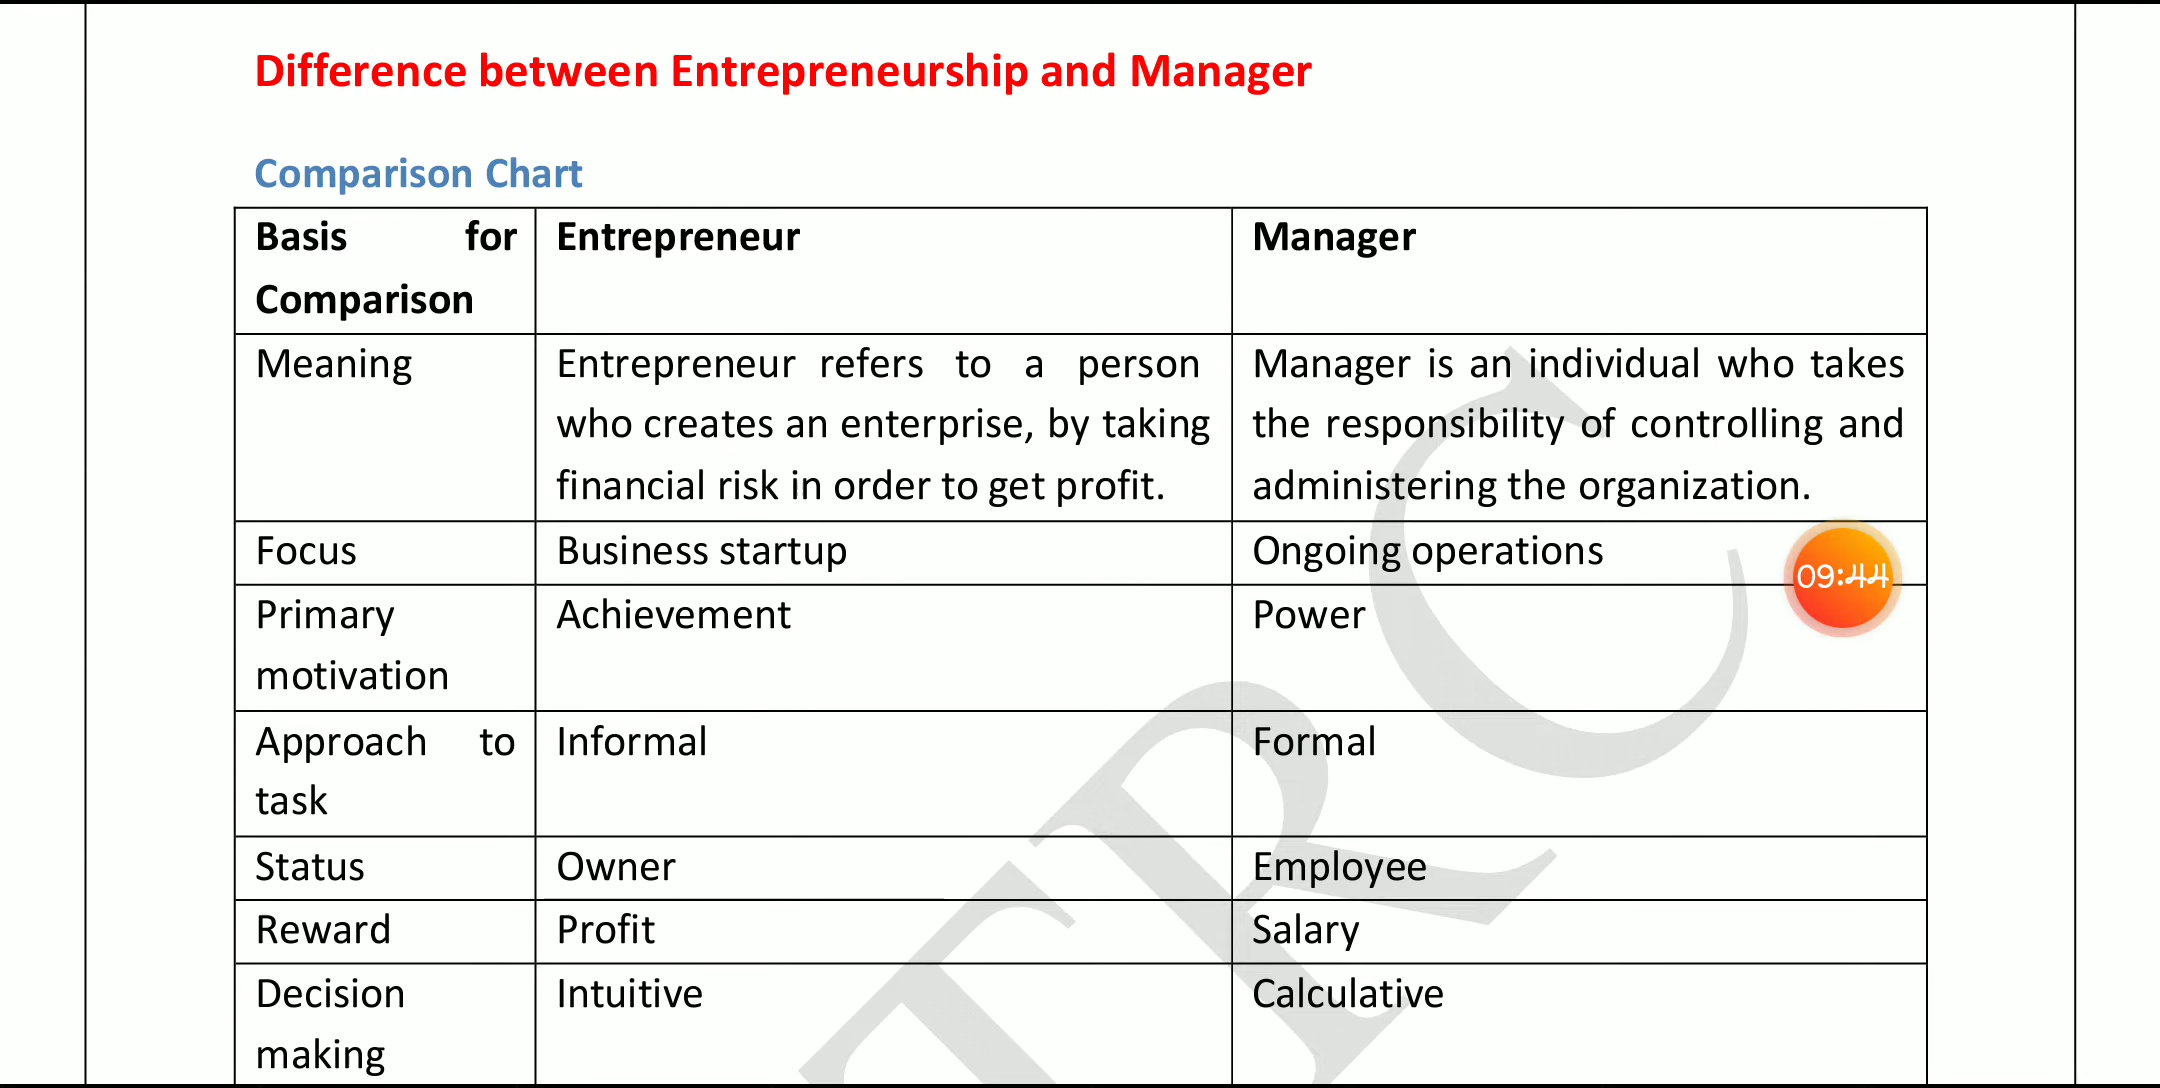 Difference between Entrepreneurship and Manager
Comparison Chart
Basis for Comparison | Entrepreneur | Manager
Meaning | Entrepreneur refers to a person who creates an enterprise, by taking financial risk in order to get profit. | Manager is an individual who takes the responsibility of controlling and administering the organization.
Focus | Business startup | Ongoing operations
09:44
Primary motivation | Achievement | Power
Approach to task | Informal | Formal
Status | Owner | Employee
Reward | Profit | Salary
Decision making | Intuitive | Calculative
TRC